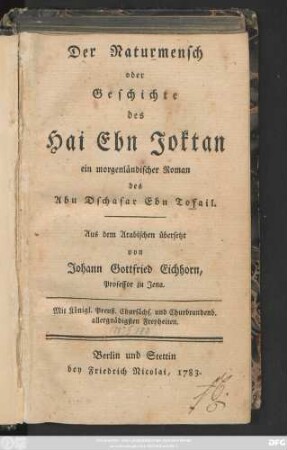 Der Naturmensch
oder
Geschichte
des
Hai Ebn Joktan
ein morgenländischer Roman
des
Abu Dschafar Ebn Tofail.
Aus dem Arabischen übersetzt
von
Johann Gottfried Eichhorn,
Professor zu Jena.
Mit Königl. Preuß. Chursächs. und Churbrandenb.
allergnädigsten Freyheiten.
Berlin und Stettin
bey Friedrich Nicolai, 1783.